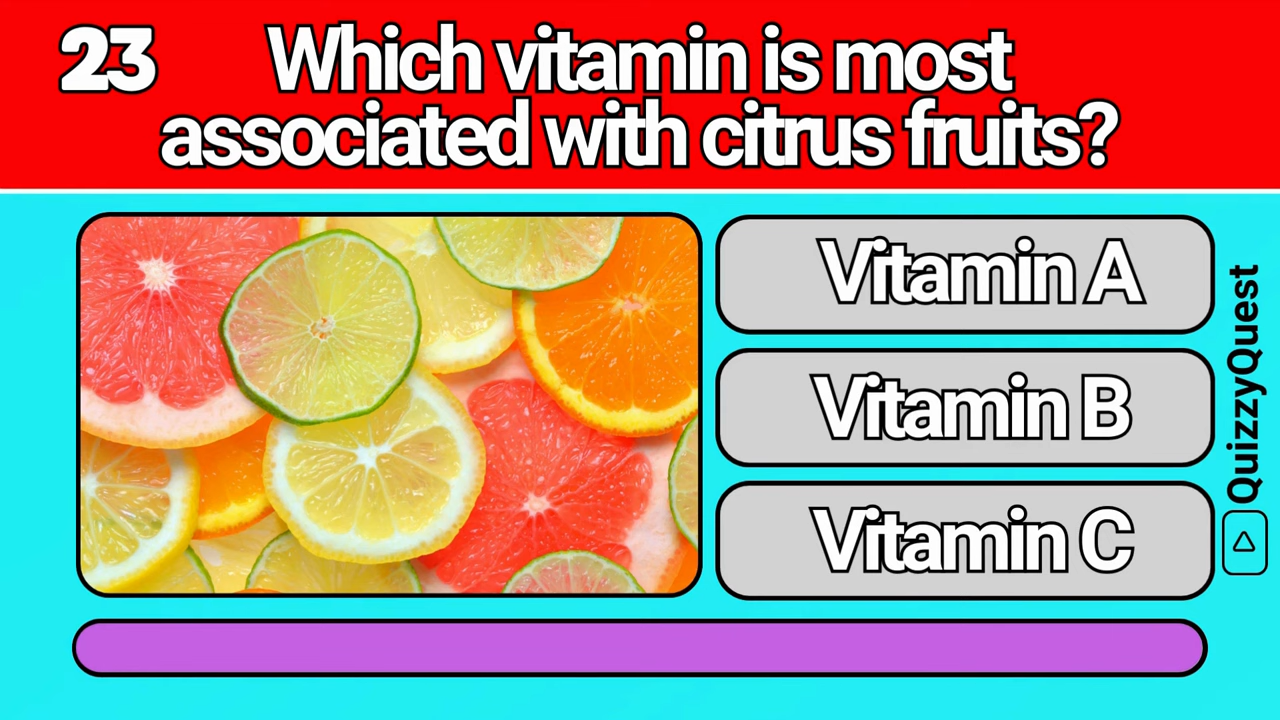 23
Which vitamin is most
associated with citrus fruits?
Vitamin A
Vitamin B
Vitamin C
QuizzyQuest